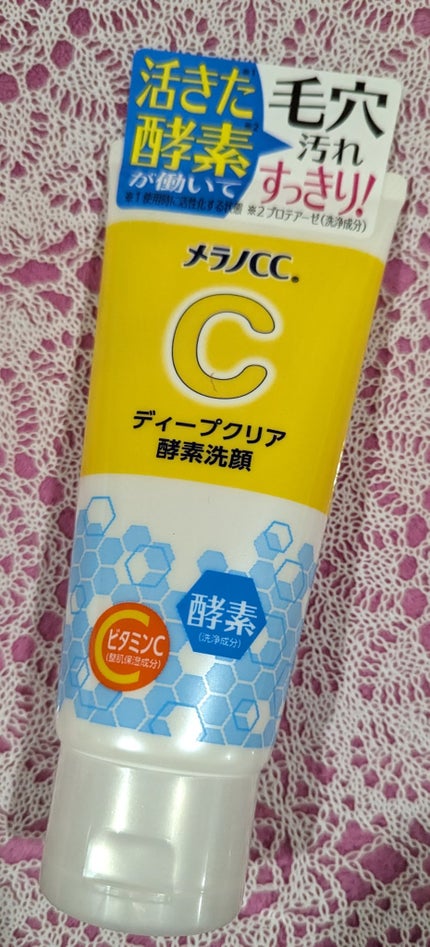 活きた※1
酵素※2
が働いて
毛穴
汚れ
すっきり!
※1 使用時に活性化する状態 ※2 プロテアーゼ(洗浄成分)
メラノCC®
C
ディープクリア
酵素洗顔
酵素
(洗浄成分)
C
ビタミンC
(整肌保湿成分)